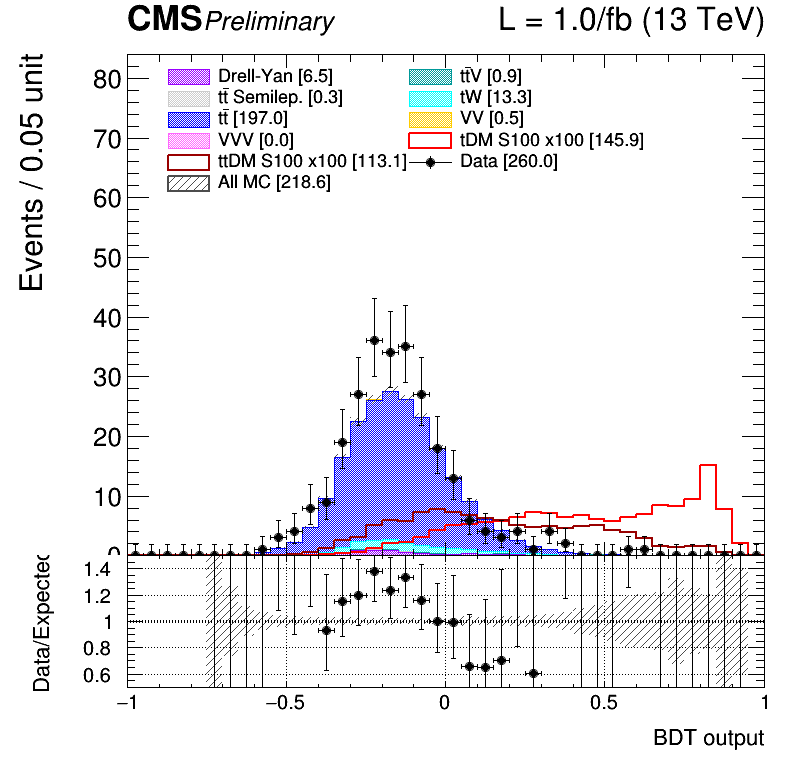 CMS Preliminary L = 1.0/fb (13 TeV)
Events / 0.05 unit
80
70
60
50
40
30
20
10
0
Drell-Yan [6.5] tt̄V [0.9]
tt̄ Semilep. [0.3] tW [13.3]
tt̄ [197.0] VV [0.5]
VVV [0.0] tDM S100 x100 [145.9]
ttDM S100 x100 [113.1] Data [260.0]
All MC [218.6]
Data/Expected
1.4
1.2
1
0.8
0.6
−1 −0.5 0 0.5 1
BDT output